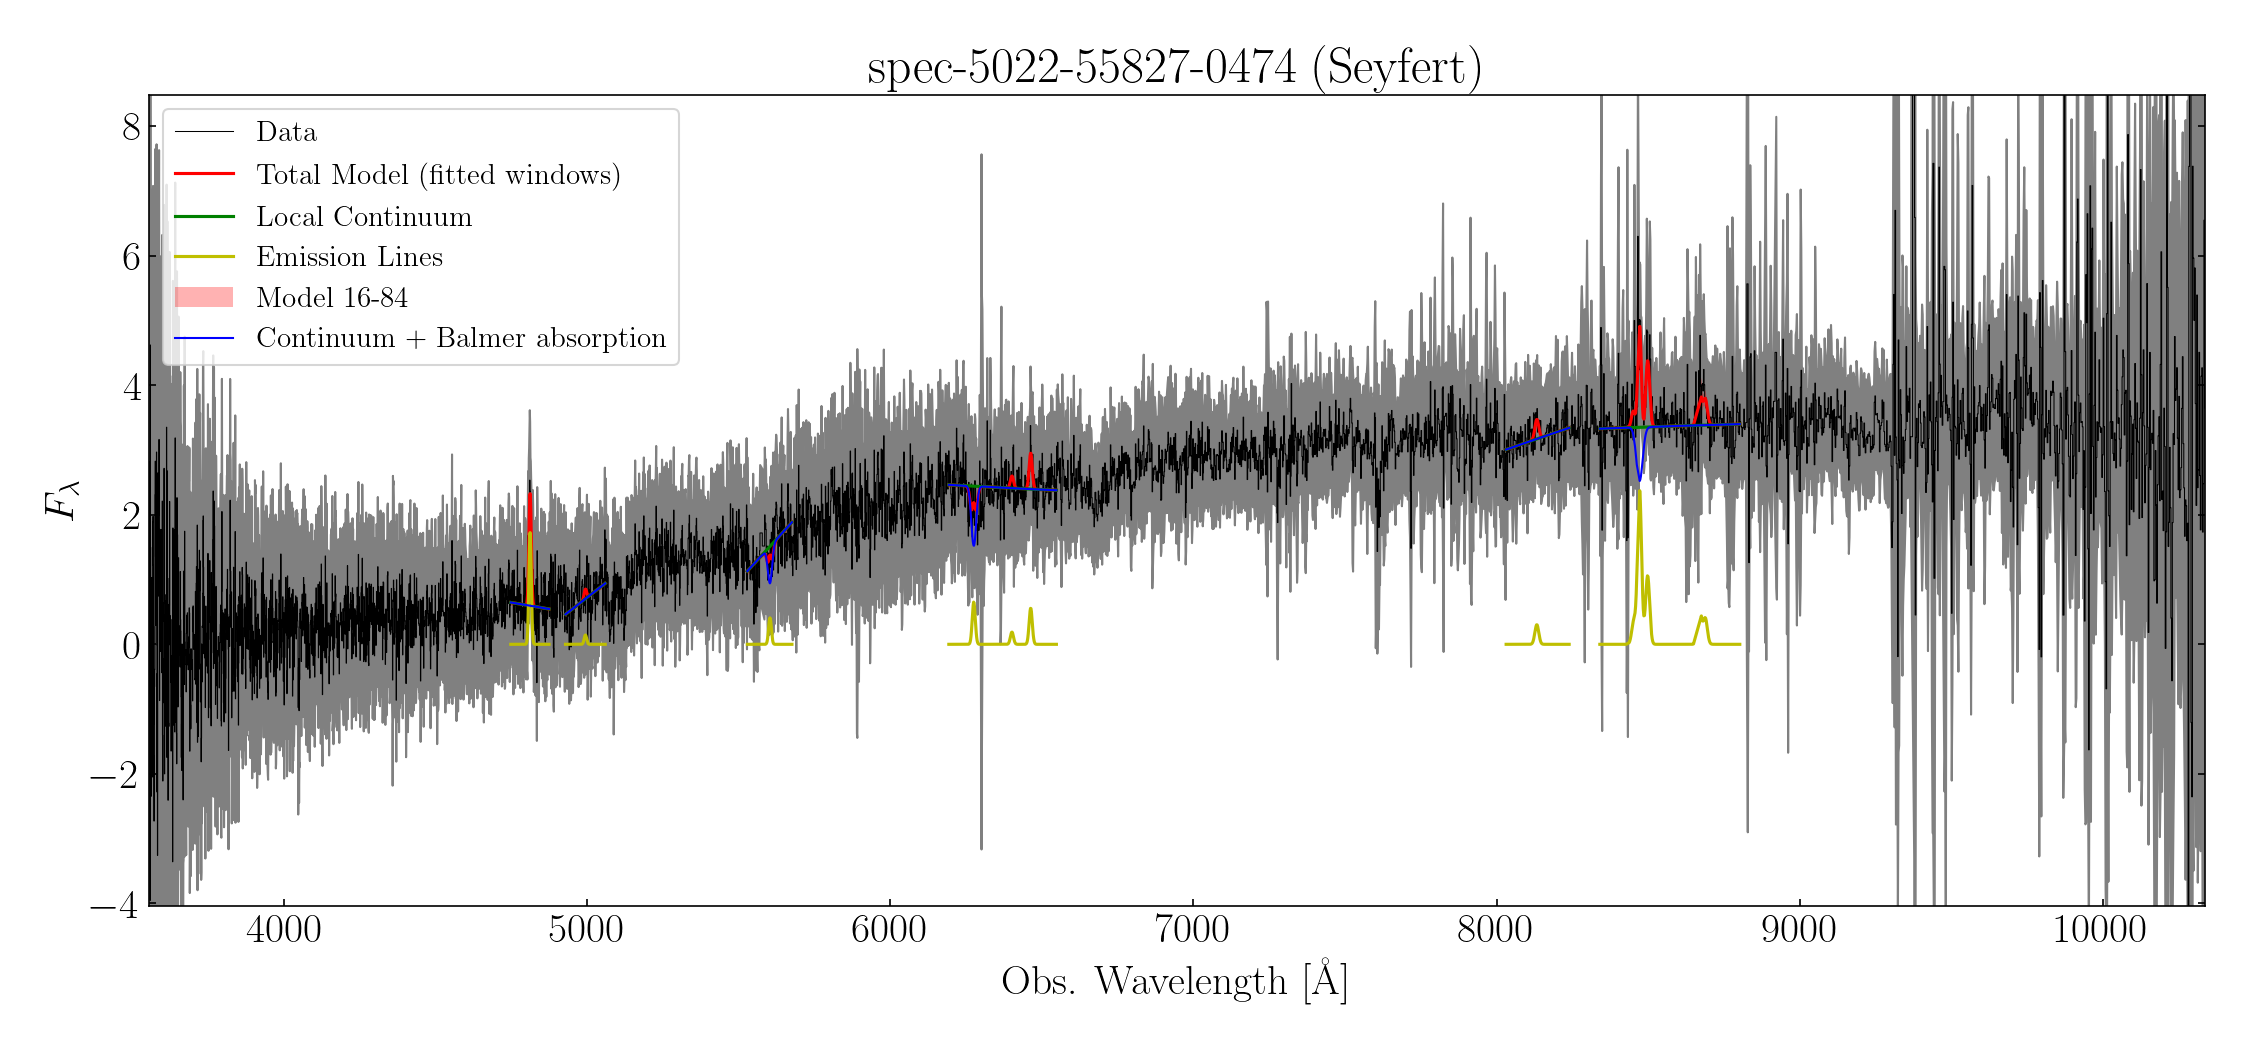 spec-5022-55827-0474 (Seyfert)
Data
Total Model (fitted windows)
Local Continuum
Emission Lines
Model 16-84
Continuum + Balmer absorption
8
6
4
2
0
−2
−4
F_λ
4000 5000 6000 7000 8000 9000 10000
Obs. Wavelength [Å]